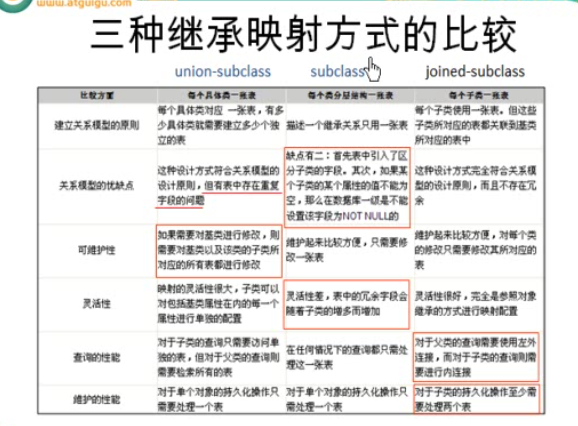 www.atguigu.com
三种继承映射方式的比较
union-subclass
subclass
joined-subclass
比较方面
每个具体类一张表
每个类分层结构一张表
每个子类一张表
建立关系模型的原则
每个具体类对应 一张表，有多
少具体类就需要建立多少个独
立的表
描述一个继承关系只用一张表
每个子类使用一张表。但这些
子类所对应的表都关联到基类
所对应的表中
关系模型的优缺点
这种设计方式符合关系模型的
设计原则，但有表中存在重复
字段的问题
缺点有二：首先表中引入了区
分子类的字段。其次，如果某
个子类的某个属性的值不能为
空，那么在数据库一级是不能
设置该字段为NOT NULL的
这种设计方式完全符合关系模
型的设计原则，而且不存在冗
余
可维护性
如果需要对基类进行修改，则
需要对基类以及该类的子类所
对应的所有表都进行修改
维护起来比较方便，只需要修
改一张表
维护起来比较方便，对每个类
的修改只需要修改其所对应的
表
灵活性
映射的灵活性很大，子类可以
对包括基类属性在内的每一个
属性进行单独的配置
灵活性差，表中的冗余字段会
随着子类的增多而增加
灵活性很好，完全是参照对象
继承的方式进行映射配置
查询的性能
对于子类的查询只需要访问单
独的表，但对于父类的查询则
需要检索所有的表
在任何情况下的查询都只需处
理这一张表
对于父类的查询需要使用左外
连接，而对于子类的查询则需
要进行内连接
维护的性能
对于单个对象的持久化操作只
需要处理一个表
对于单个对象的持久化操作只
需处理一个表
对于子类的持久化操作至少需
要处理两个表